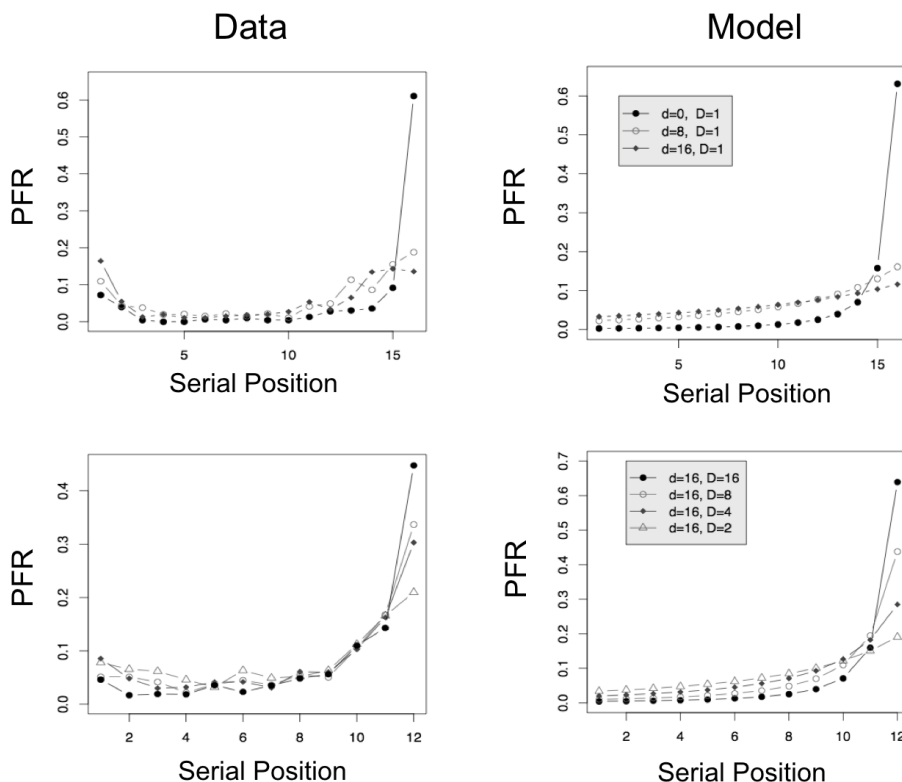 Data
Model
PFR
0.0 0.1 0.2 0.3 0.4 0.5 0.6
5 10 15
Serial Position
PFR
0.0 0.1 0.2 0.3 0.4 0.5 0.6
d=0, D=1
d=8, D=1
d=16, D=1
5 10 15
Serial Position
PFR
0.0 0.1 0.2 0.3 0.4
2 4 6 8 10 12
Serial Position
PFR
0.0 0.1 0.2 0.3 0.4 0.5 0.6 0.7
d=16, D=16
d=16, D=8
d=16, D=4
d=16, D=2
2 4 6 8 10 12
Serial Position